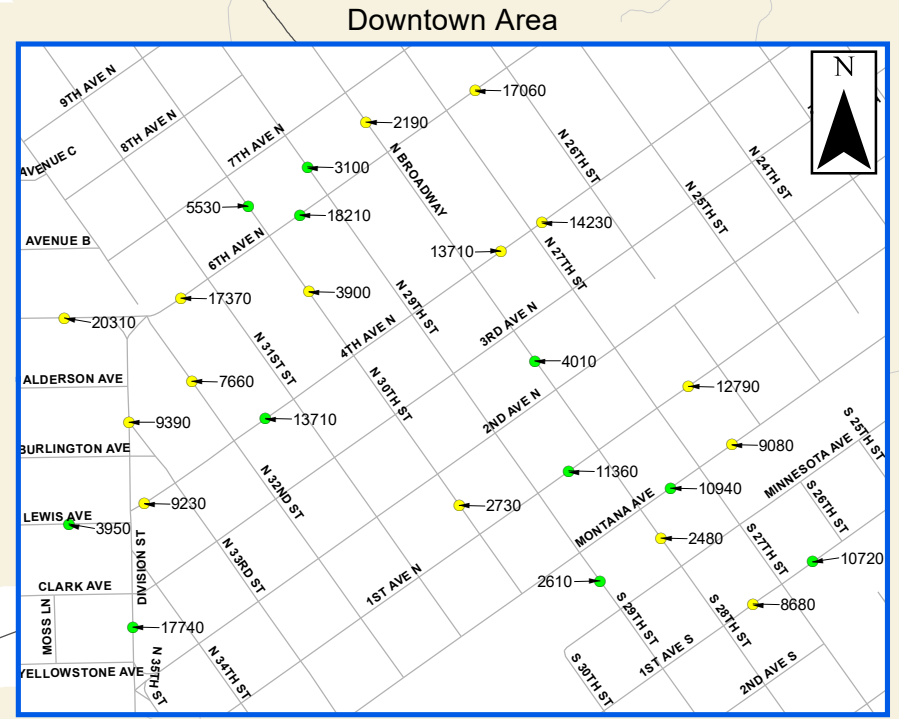 Downtown Area
N
9TH AVE N
17060
8TH AVE N
2190
7TH AVE N
AVENUE C
3100
N BROADWAY
N 26TH ST
N 24TH ST
5530
18210
N 25TH ST
AVENUE B
6TH AVE N
14230
13710
N 27TH ST
17370
3900
N 29TH ST
20310
4TH AVE N
3RD AVE N
N 31ST ST
4010
ALDERSON AVE
7660
N 30TH ST
12790
2ND AVE N
9390
13710
S 25TH ST
BURLINGTON AVE
9080
MINNESOTA AVE
11360
10940
N 32ND ST
9230
2730
MONTANA AVE
S 26TH ST
LEWIS AVE
3950
2480
S 27TH ST
DIVISION ST
N 33RD ST
10720
CLARK AVE
1ST AVE N
2610
MOSS LN
S 29TH ST
S 28TH ST
8680
17740
1ST AVE S
YELLOWSTONE AVE
N 35TH ST
N 34TH ST
S 30TH ST
2ND AVE S